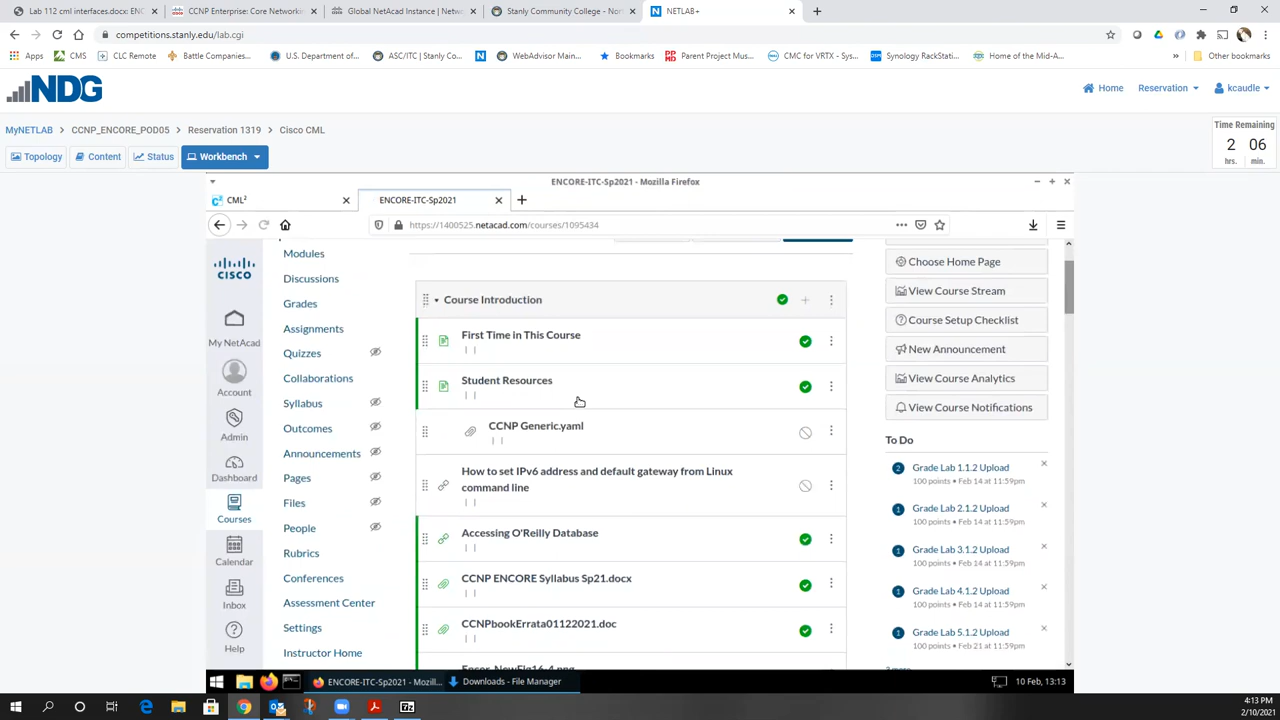 Lab 112 cml interfaces.docx: ENC
CCNP Enterprise: Core Networkin
Global NetAcad Instance | Netwo
Stanly Community College - Nort
NETLAB+
competitions.stanly.edu/lab.cgi
Apps
CMS
CLC Remote
Battle Companies...
U.S. Department of...
ASC/ITC | Stanly Co...
WebAdvisor Main...
Bookmarks
Parent Project Mus...
CMC for VRTX - Sys...
Synology RackStati...
Home of the Mid-A...
»
Other bookmarks
NDG
Home
Reservation
kcaudle
MyNETLAB > CCNP_ENCORE_POD05 > Reservation 1319 > Cisco CML
Time Remaining
2 06
hrs. min.
Topology
Content
Status
Workbench
ENCORE-ITC-Sp2021 - Mozilla Firefox
CML²
ENCORE-ITC-Sp2021
https://1400525.netacad.com/courses/1095434
CISCO
My NetAcad
Account
Admin
Dashboard
Courses
Calendar
Inbox
Help
Modules
Discussions
Grades
Assignments
Quizzes
Collaborations
Syllabus
Outcomes
Announcements
Pages
Files
People
Rubrics
Conferences
Assessment Center
Settings
Instructor Home
Course Introduction
First Time in This Course
Student Resources
CCNP Generic.yaml
How to set IPv6 address and default gateway from Linux
command line
Accessing O'Reilly Database
CCNP ENCORE Syllabus Sp21.docx
CCNPbookErrata01122021.doc
Encor_NewFig16-4.png
Choose Home Page
View Course Stream
Course Setup Checklist
New Announcement
View Course Analytics
View Course Notifications
To Do
2 Grade Lab 1.1.2 Upload
100 points • Feb 14 at 11:59pm
1 Grade Lab 2.1.2 Upload
100 points • Feb 14 at 11:59pm
1 Grade Lab 3.1.2 Upload
100 points • Feb 14 at 11:59pm
1 Grade Lab 4.1.2 Upload
100 points • Feb 14 at 11:59pm
1 Grade Lab 5.1.2 Upload
100 points • Feb 21 at 11:59pm
ENCORE-ITC-Sp2021 - Mozill...
Downloads - File Manager
10 Feb, 13:13
4:13 PM
2/10/2021